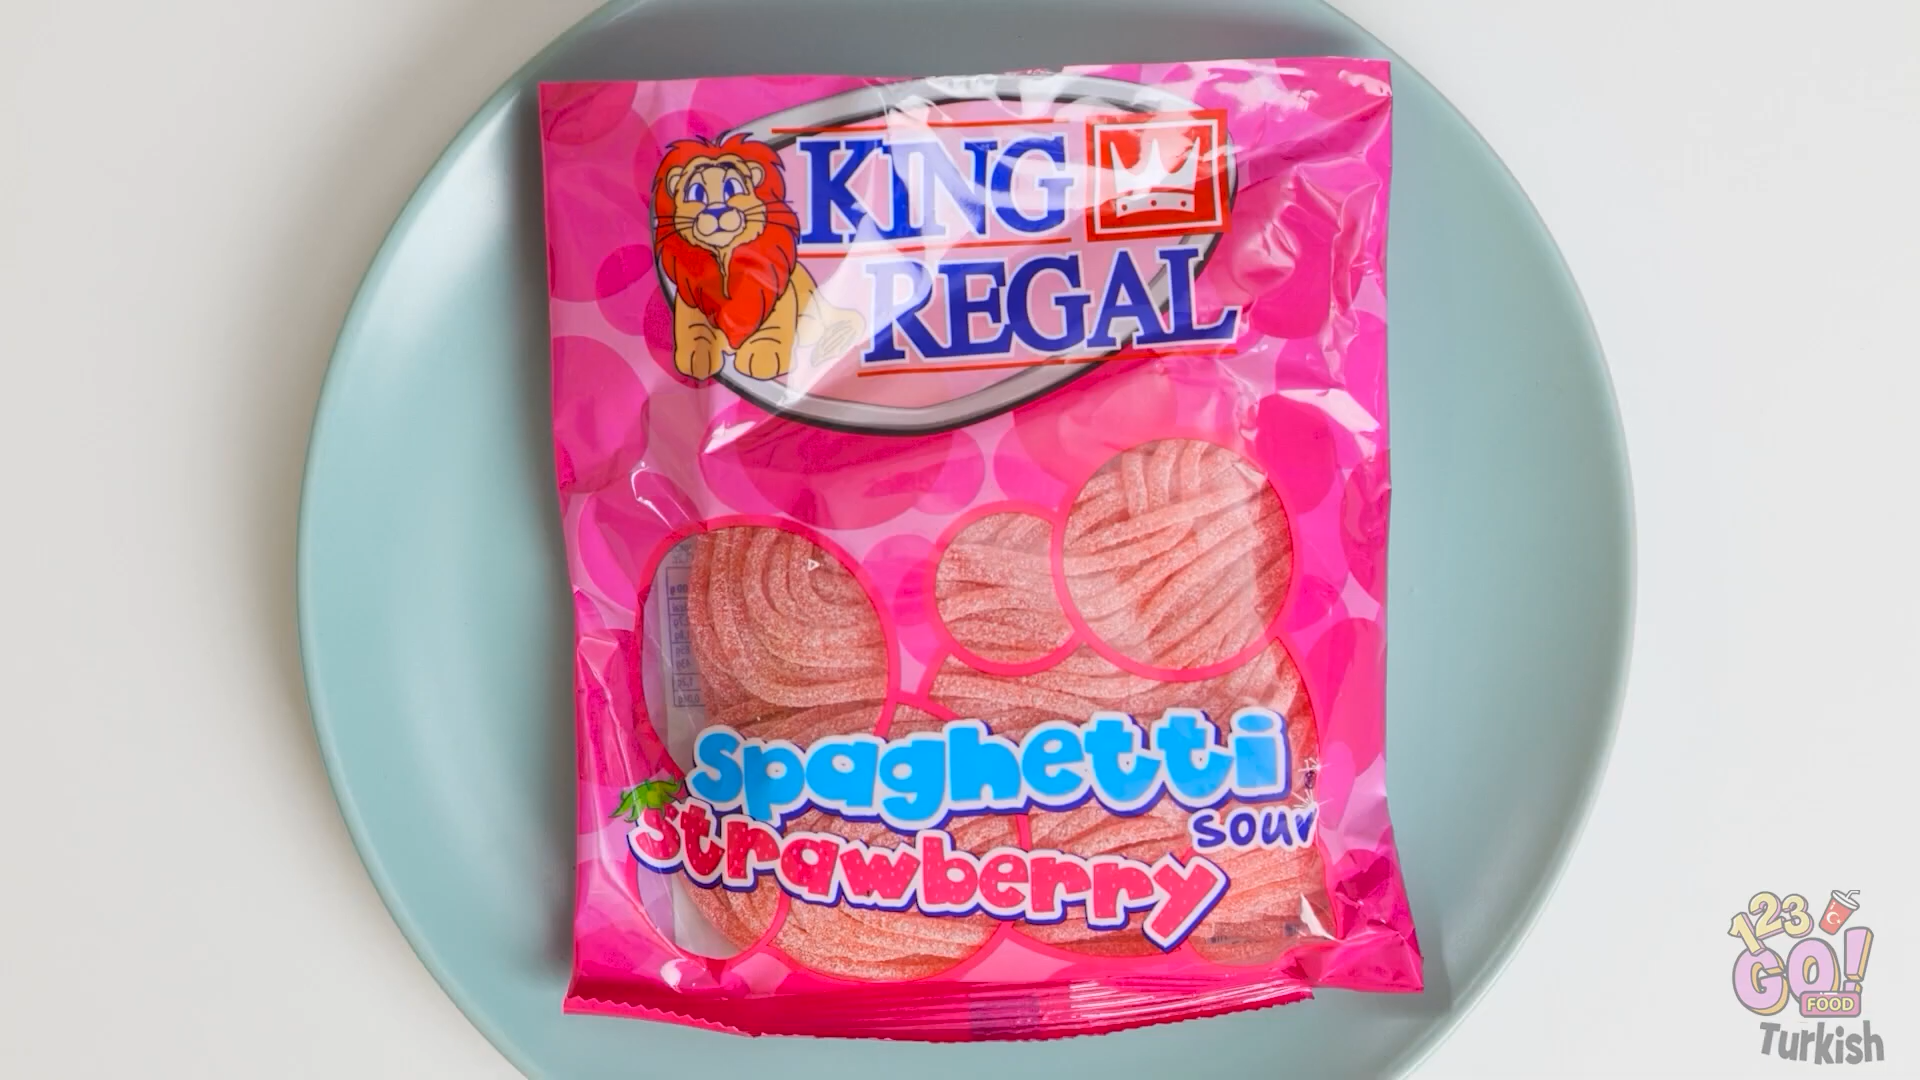 KING
REGAL
spaghetti
sour
strawberry
123
GO!
FOOD
Turkish